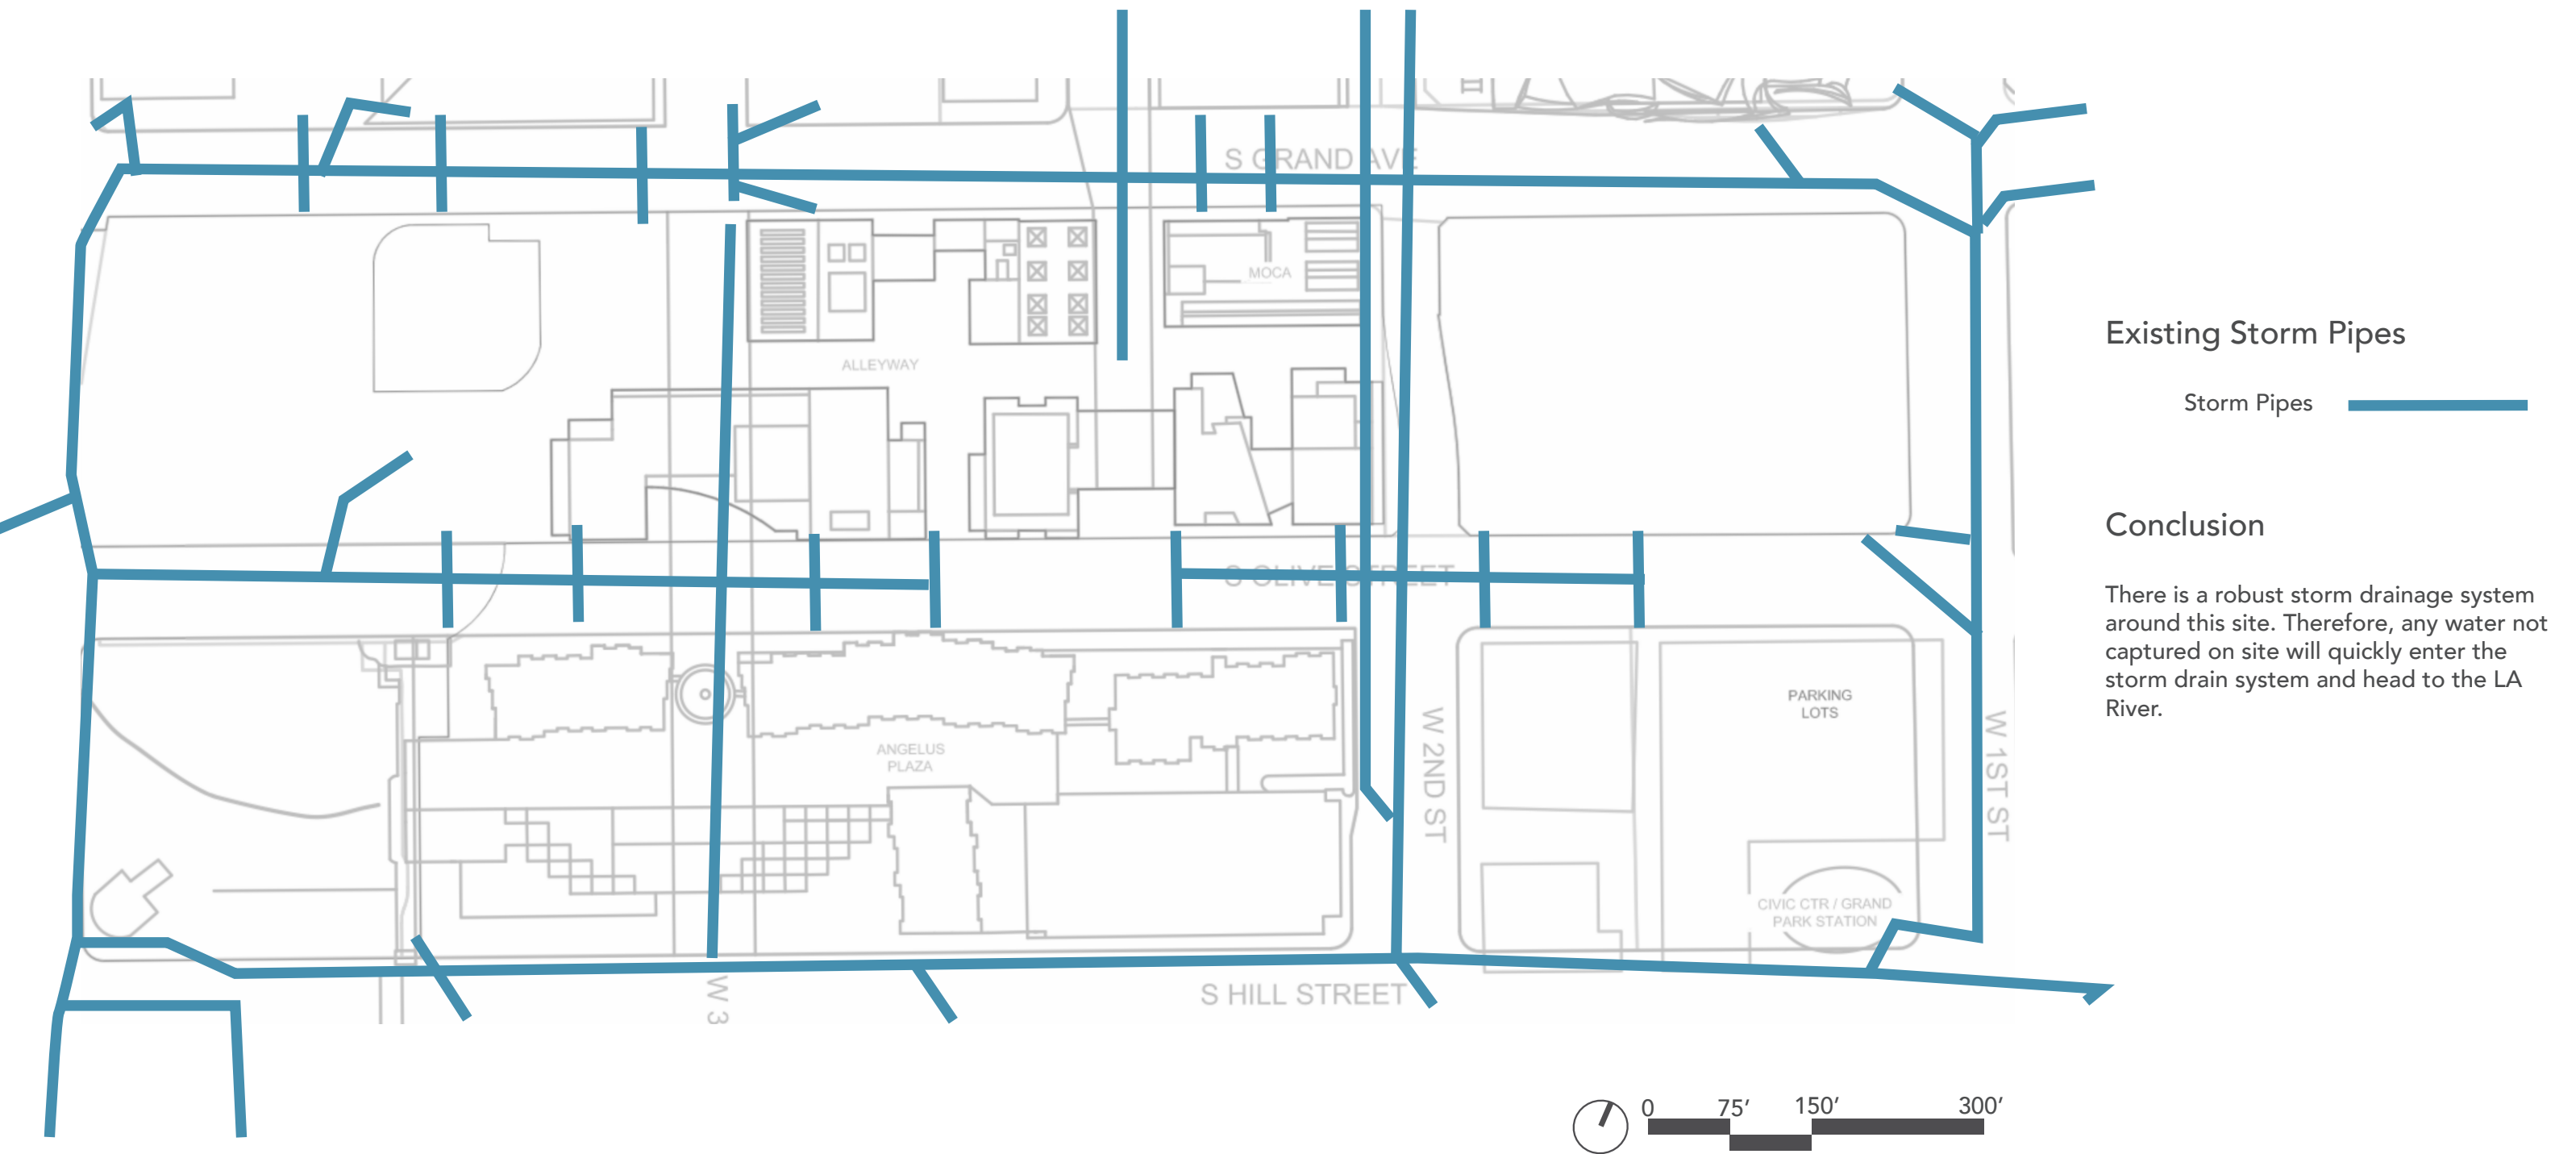 S GRAND AVE
MOCA
ALLEYWAY
Existing Storm Pipes
Storm Pipes
Conclusion
There is a robust storm drainage system
around this site. Therefore, any water not
captured on site will quickly enter the
storm drain system and head to the LA
River.
S OLIVE STREET
PARKING
LOTS
W 2ND ST
W 1ST ST
ANGELUS
PLAZA
CIVIC CTR / GRAND
PARK STATION
W 3
S HILL STREET
0 75’ 150’ 300’